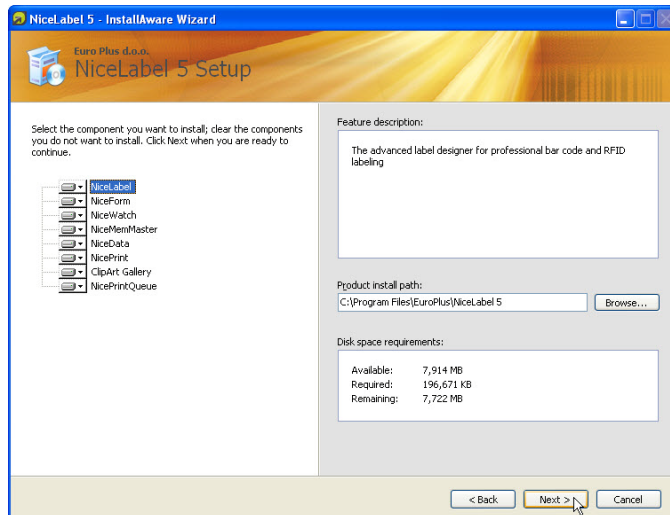 NiceLabel 5 - InstallAware Wizard
Euro Plus d.o.o.
NiceLabel 5 Setup
Select the component you want to install; clear the components
you do not want to install. Click Next when you are ready to
continue.
NiceLabel
NiceForm
NiceWatch
NiceMemMaster
NiceData
NicePrint
ClipArt Gallery
NicePrintQueue
Feature description:
The advanced label designer for professional bar code and RFID
labeling
Product install path:
C:\Program Files\EuroPlus\NiceLabel 5
Browse...
Disk space requirements:
Available: 7,914 MB
Required: 196,671 KB
Remaining: 7,722 MB
< Back
Next >
Cancel